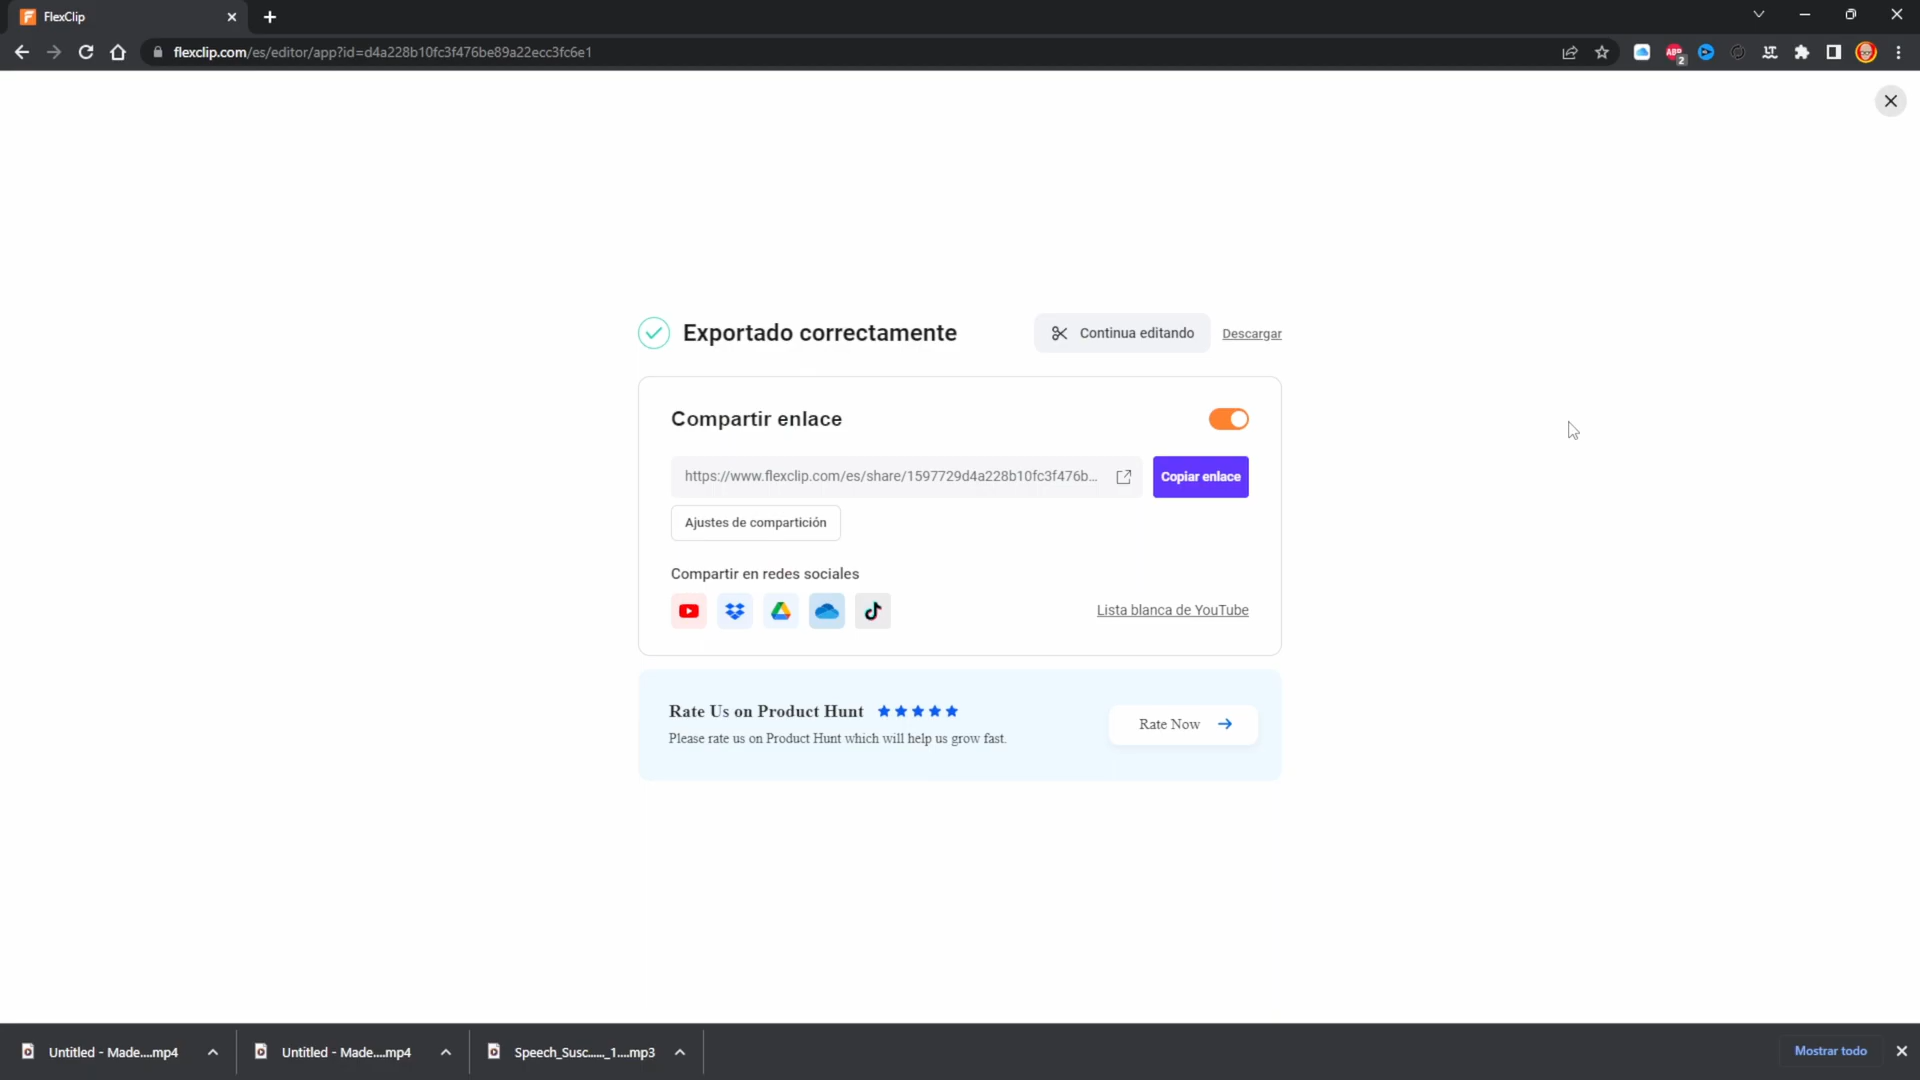 FlexClip
flexclip.com/es/editor/app?id=d4a228b10fc3f476be89a22ecc3fc6e1
ABP
2
Exportado correctamente
Continua editando
Descargar
Compartir enlace
https://www.flexclip.com/es/share/1597729d4a228b10fc3f476b...
Copiar enlace
Ajustes de compartición
Compartir en redes sociales
Lista blanca de YouTube
Rate Us on Product Hunt
Please rate us on Product Hunt which will help us grow fast.
Rate Now
Untitled - Made....mp4
Untitled - Made....mp4
Speech_Susc......_1....mp3
Mostrar todo